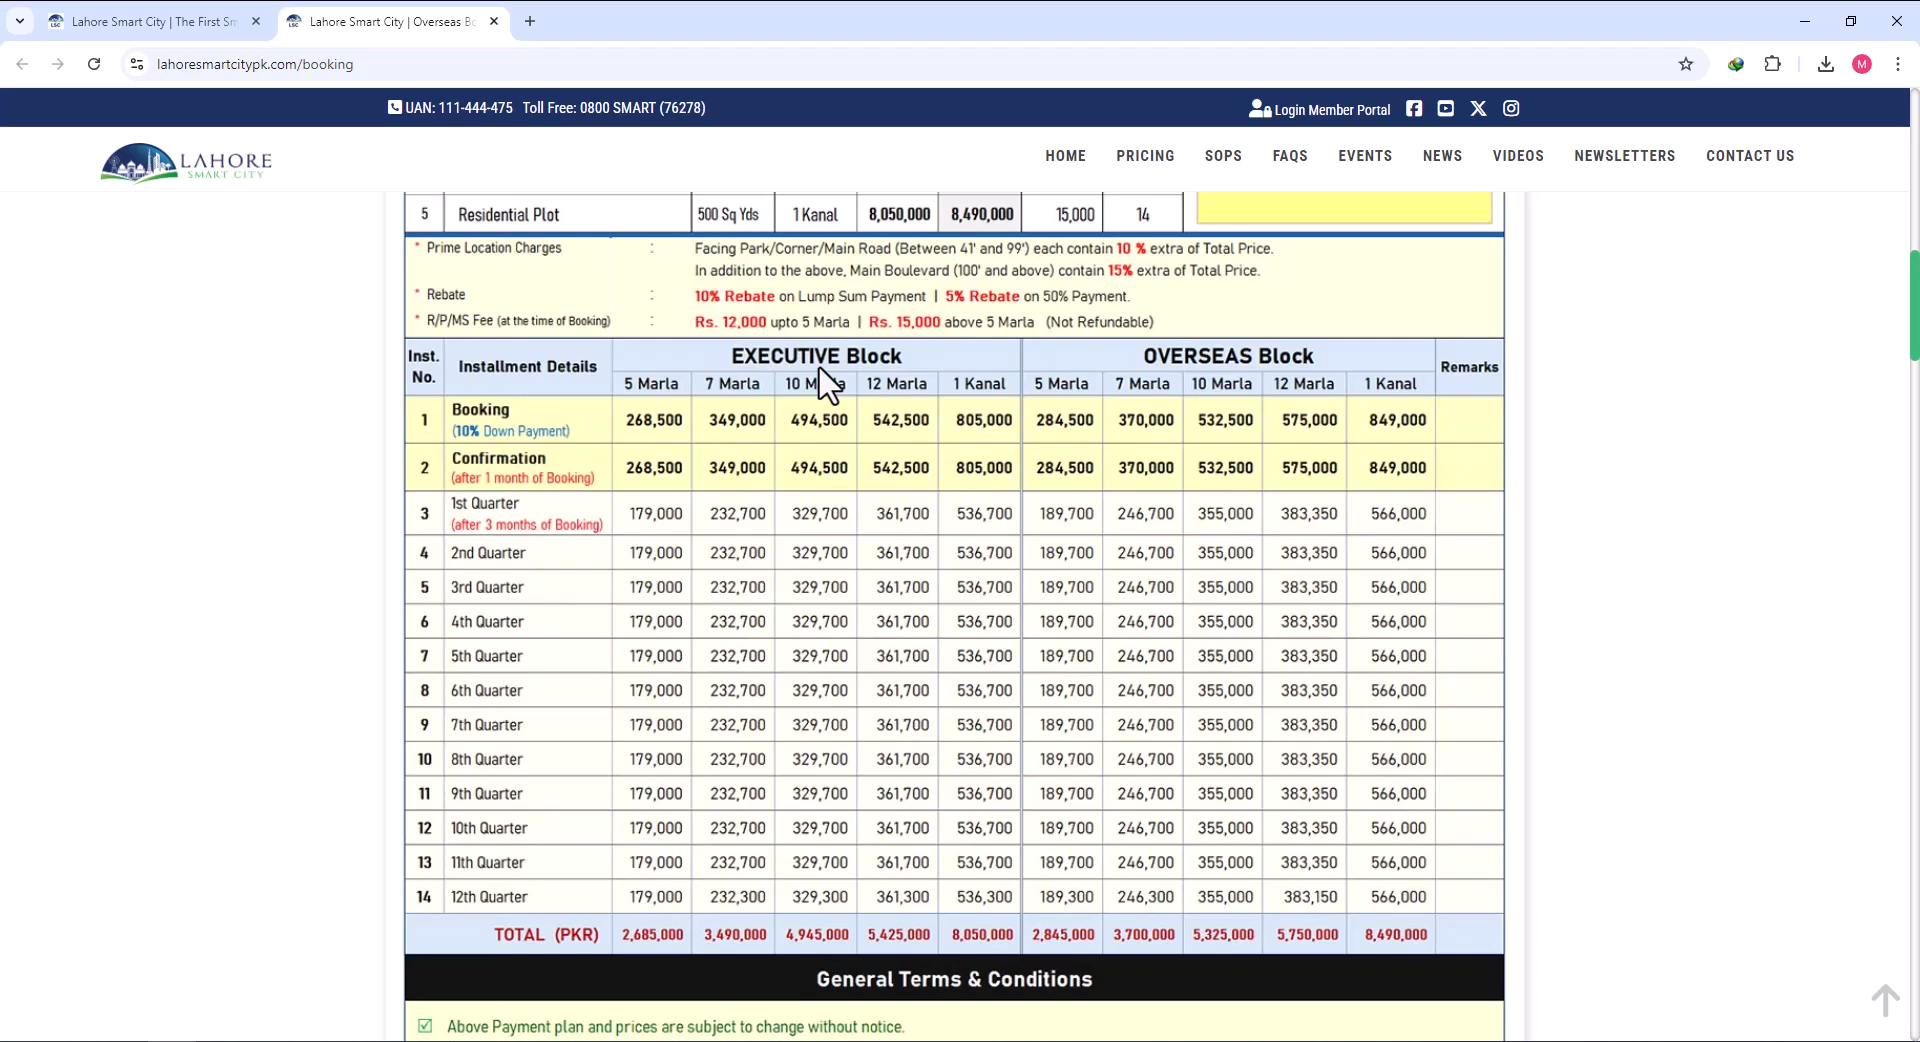 Lahore Smart City | The First Sm
Lahore Smart City | Overseas Bo
lahoresmartcitypk.com/booking
M
UAN: 111-444-475 Toll Free: 0800 SMART (76278)
Login Member Portal
LAHORE
SMART CITY
HOME PRICING SOPS FAQS EVENTS NEWS VIDEOS NEWSLETTERS CONTACT US
5 Residential Plot 500 Sq Yds 1 Kanal 8,050,000 8,490,000 15,000 14
* Prime Location Charges : Facing Park/Corner/Main Road (Between 41' and 99') each contain 10 % extra of Total Price.
In addition to the above, Main Boulevard (100' and above) contain 15% extra of Total Price.
* Rebate : 10% Rebate on Lump Sum Payment | 5% Rebate on 50% Payment.
* R/P/MS Fee (at the time of Booking) : Rs. 12,000 upto 5 Marla | Rs. 15,000 above 5 Marla (Not Refundable)
Inst. No. Installment Details EXECUTIVE Block OVERSEAS Block Remarks
5 Marla 7 Marla 10 Marla 12 Marla 1 Kanal 5 Marla 7 Marla 10 Marla 12 Marla 1 Kanal
1 Booking (10% Down Payment) 268,500 349,000 494,500 542,500 805,000 284,500 370,000 532,500 575,000 849,000
2 Confirmation (after 1 month of Booking) 268,500 349,000 494,500 542,500 805,000 284,500 370,000 532,500 575,000 849,000
3 1st Quarter (after 3 months of Booking) 179,000 232,700 329,700 361,700 536,700 189,700 246,700 355,000 383,350 566,000
4 2nd Quarter 179,000 232,700 329,700 361,700 536,700 189,700 246,700 355,000 383,350 566,000
5 3rd Quarter 179,000 232,700 329,700 361,700 536,700 189,700 246,700 355,000 383,350 566,000
6 4th Quarter 179,000 232,700 329,700 361,700 536,700 189,700 246,700 355,000 383,350 566,000
7 5th Quarter 179,000 232,700 329,700 361,700 536,700 189,700 246,700 355,000 383,350 566,000
8 6th Quarter 179,000 232,700 329,700 361,700 536,700 189,700 246,700 355,000 383,350 566,000
9 7th Quarter 179,000 232,700 329,700 361,700 536,700 189,700 246,700 355,000 383,350 566,000
10 8th Quarter 179,000 232,700 329,700 361,700 536,700 189,700 246,700 355,000 383,350 566,000
11 9th Quarter 179,000 232,700 329,700 361,700 536,700 189,700 246,700 355,000 383,350 566,000
12 10th Quarter 179,000 232,700 329,700 361,700 536,700 189,700 246,700 355,000 383,350 566,000
13 11th Quarter 179,000 232,700 329,700 361,700 536,700 189,700 246,700 355,000 383,350 566,000
14 12th Quarter 179,000 232,300 329,300 361,300 536,300 189,300 246,300 355,000 383,150 566,000
TOTAL (PKR) 2,685,000 3,490,000 4,945,000 5,425,000 8,050,000 2,845,000 3,700,000 5,325,000 5,750,000 8,490,000
General Terms & Conditions
Above Payment plan and prices are subject to change without notice.